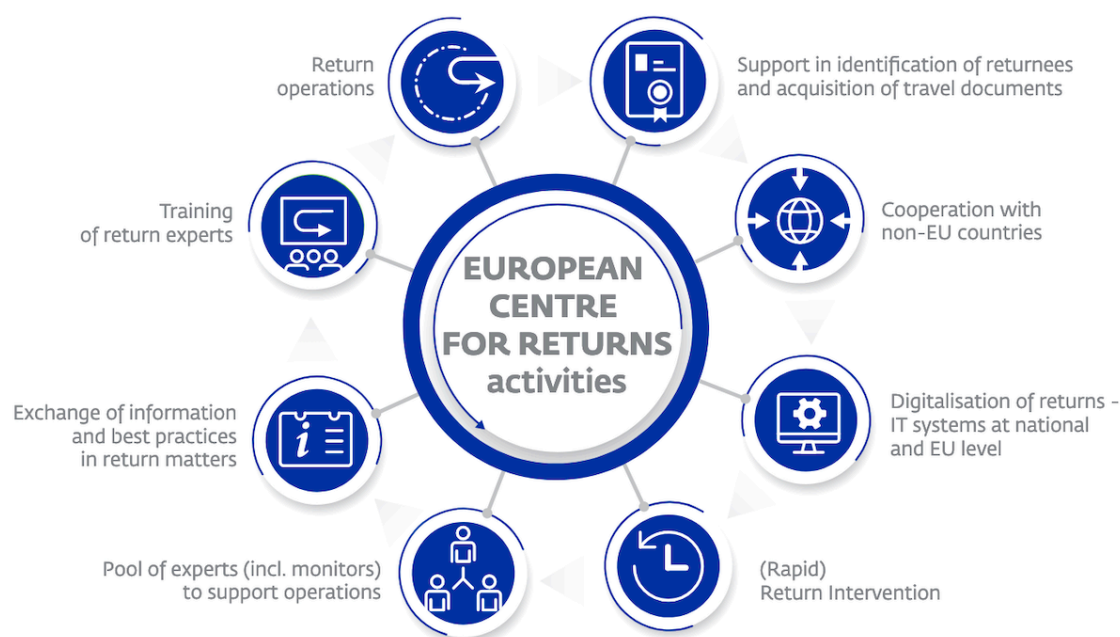 Return
operations
Support in identification of returnees
and acquisition of travel documents
Training
of return experts
Cooperation with
non-EU countries
EUROPEAN
CENTRE
FOR RETURNS
activities
Exchange of information
and best practices
in return matters
Digitalisation of returns -
IT systems at national
and EU level
Pool of experts (incl. monitors)
to support operations
(Rapid)
Return Intervention